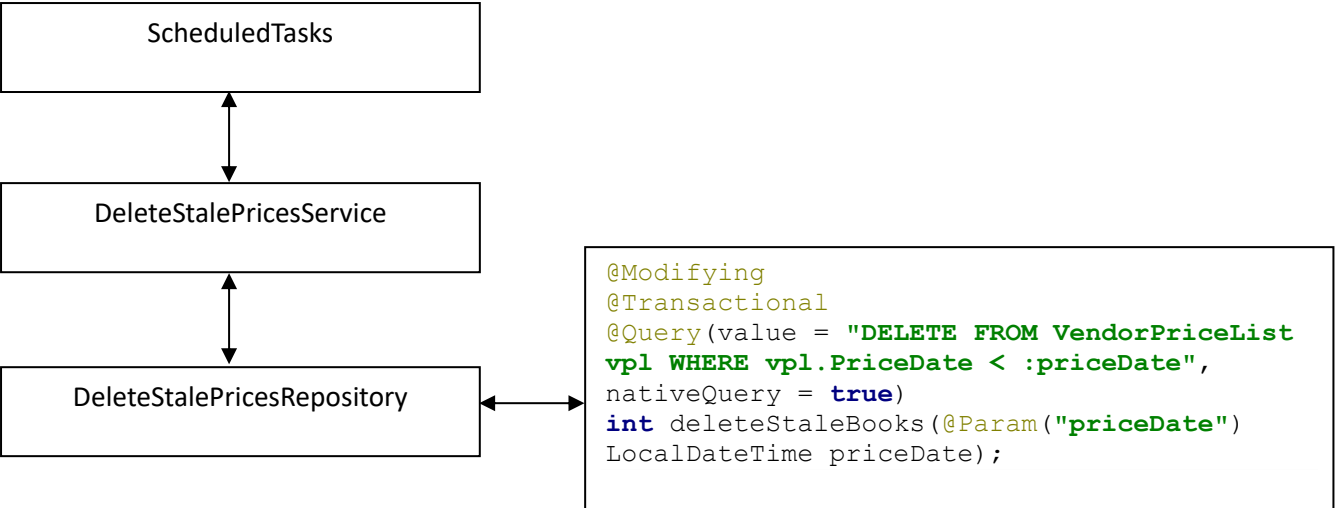 ScheduledTasks
DeleteStalePricesService
DeleteStalePricesRepository
@Modifying
@Transactional
@Query(value = "DELETE FROM VendorPriceList
vpl WHERE vpl.PriceDate < :priceDate",
nativeQuery = true)
int deleteStaleBooks(@Param("priceDate")
LocalDateTime priceDate);